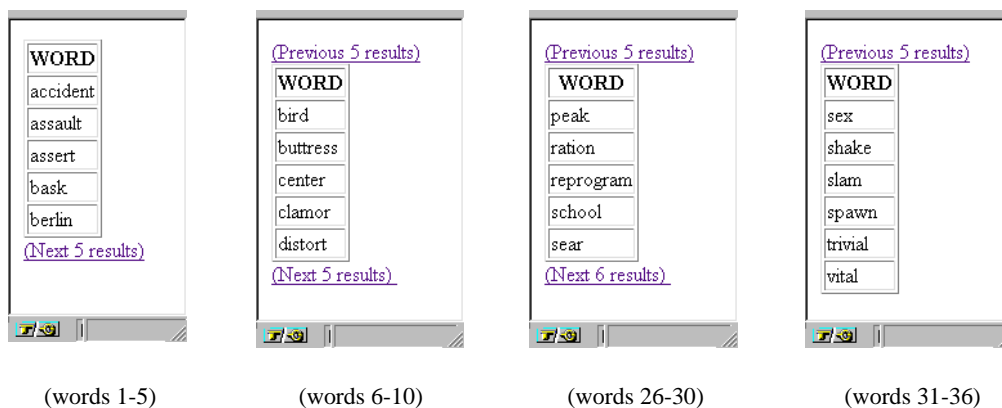 WORD
accident
assault
assert
bask
berlin
(Next 5 results)
(words 1-5)
(Previous 5 results)
WORD
bird
buttress
center
clamor
distort
(Next 5 results)
(words 6-10)
(Previous 5 results)
WORD
peak
ration
reprogram
school
sear
(Next 6 results)
(words 26-30)
(Previous 5 results)
WORD
sex
shake
slam
spawn
trivial
vital
(words 31-36)